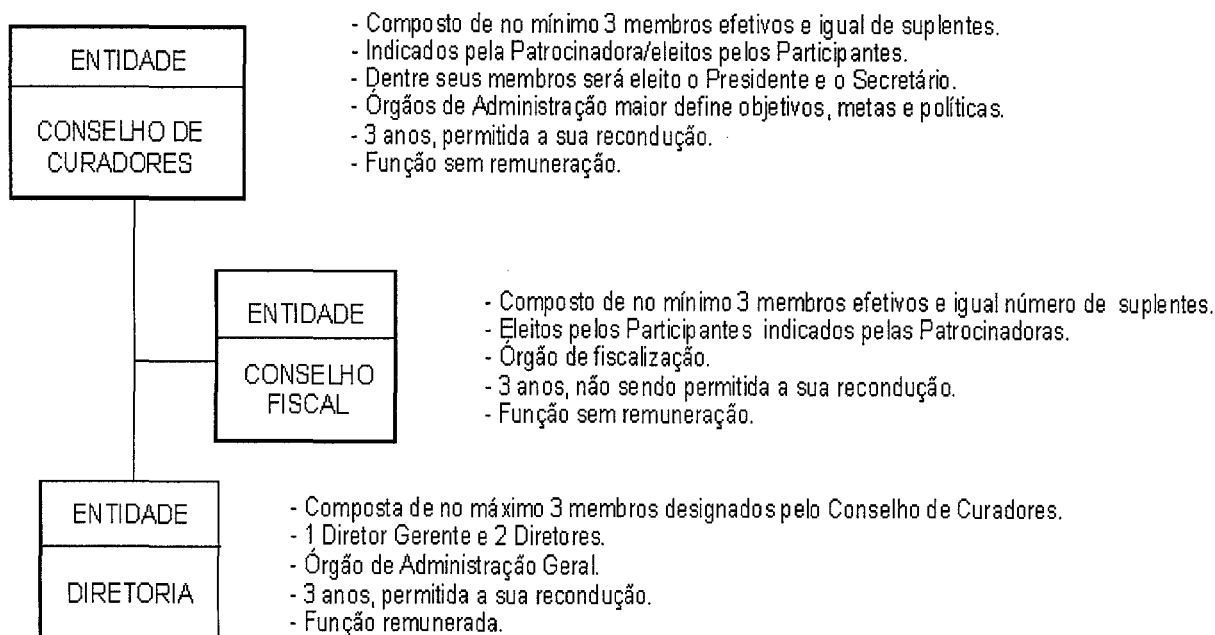 ENTIDADE
CONSELHO DE
CURADORES
- Composto de no mínimo 3 membros efetivos e igual de suplentes.
- Indicados pela Patrocinadora/eleitos pelos Participantes.
- Dentre seus membros será eleito o Presidente e o Secretário.
- Órgãos de Administração maior define objetivos, metas e políticas.
- 3 anos, permitida a sua recondução.
- Função sem remuneração.
ENTIDADE
CONSELHO
FISCAL
- Composto de no mínimo 3 membros efetivos e igual número de suplentes.
- Eleitos pelos Participantes indicados pelas Patrocinadoras.
- Órgão de fiscalização.
- 3 anos, não sendo permitida a sua recondução.
- Função sem remuneração.
ENTIDADE
DIRETORIA
- Composta de no máximo 3 membros designados pelo Conselho de Curadores.
- 1 Diretor Gerente e 2 Diretores.
- Órgão de Administração Geral.
- 3 anos, permitida a sua recondução.
- Função remunerada.